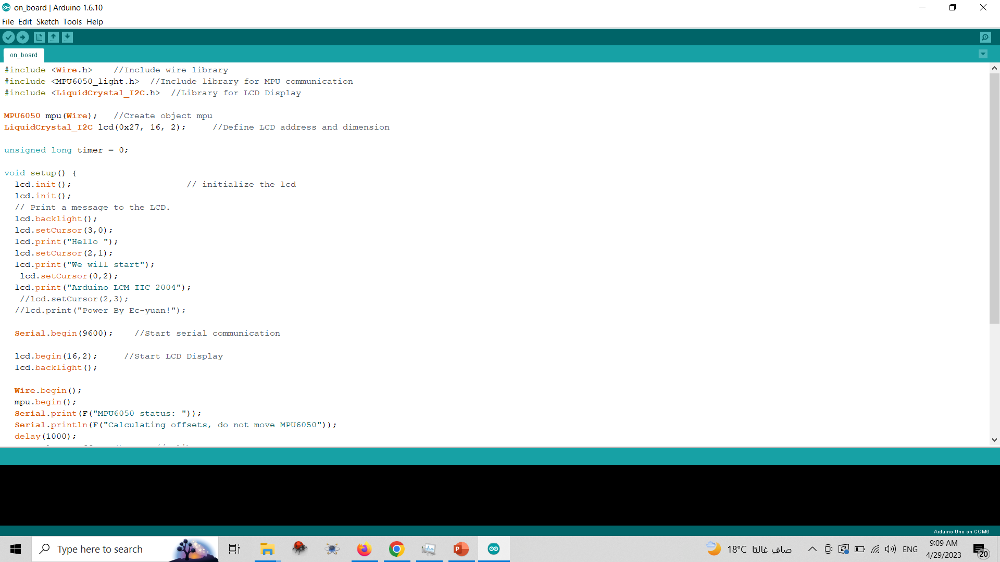 on_board | Arduino 1.6.10
File Edit Sketch Tools Help
on_board
#include <Wire.h>    //Include wire library
#include <MPU6050_light.h>  //Include library for MPU communication
#include <LiquidCrystal_I2C.h>  //Library for LCD Display
MPU6050 mpu(Wire);   //Create object mpu
LiquidCrystal_I2C lcd(0x27, 16, 2);     //Define LCD address and dimension
unsigned long timer = 0;
void setup() {
  lcd.init();                      // initialize the lcd
  lcd.init();
  // Print a message to the LCD.
  lcd.backlight();
  lcd.setCursor(3,0);
  lcd.print("Hello ");
  lcd.setCursor(2,1);
  lcd.print("We will start");
   lcd.setCursor(0,2);
  lcd.print("Arduino LCM IIC 2004");
   //lcd.setCursor(2,3);
  //lcd.print("Power By Ec-yuan!");
  Serial.begin(9600);    //Start serial communication
  lcd.begin(16,2);     //Start LCD Display
  lcd.backlight();
  Wire.begin();
  mpu.begin();
  Serial.print(F("MPU6050 status: "));
  Serial.println(F("Calculating offsets, do not move MPU6050"));
  delay(1000);
Arduino Uno on COM6
Type here to search
18°C صافٍ غالبًا
ENG
9:09 AM
4/29/2023
20